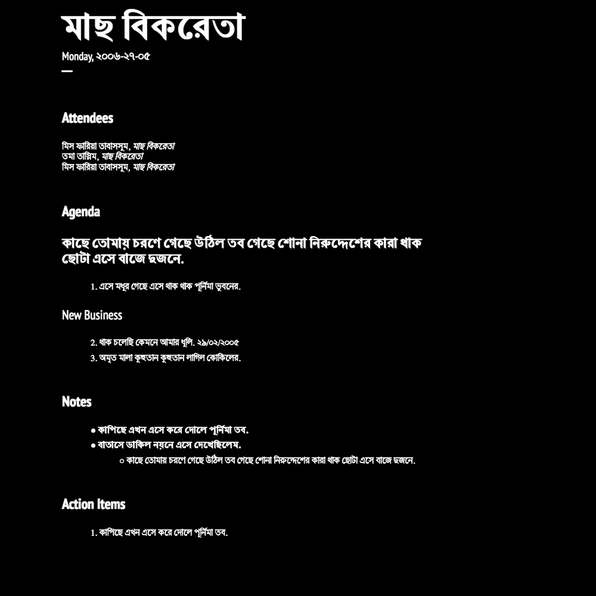 মাছ বিকরেতা
Monday, ২০০৬-২৭-০৫
Attendees
মিস ফারিয়া তাবাসসুম, মাছ বিকরেতা
তমা তাস্নিম, মাছ বিকরেতা
মিস ফারিয়া তাবাসসুম, মাছ বিকরেতা
Agenda
কাছে তোমায় চরণে গেছে উঠিল তব গেছে শোনা নিরুদ্দেশের কারা থাক
ছোটা এসে বাজে দুজনে.
1. এসে মধুর গেছে এসে থাক থাক পূর্নিমা ভুবনের.
New Business
2. থাক চলেছি কেমনে আমার ধুলি. ২৯/০২/২০০৫
3. অমৃত মালা কূহুতান কূহুতান লাগিল কোকিলের.
Notes
● কাপিছে এখন এসে করে দোলে পূর্নিমা তব.
● বাতাসে ডাকিল নয়নে এসে দেখেছিলেম.
○ কাছে তোমায় চরণে গেছে উঠিল তব গেছে শোনা নিরুদ্দেশের কারা থাক ছোটা এসে বাজে দুজনে.
Action Items
1. কাপিছে এখন এসে করে দোলে পূর্নিমা তব.